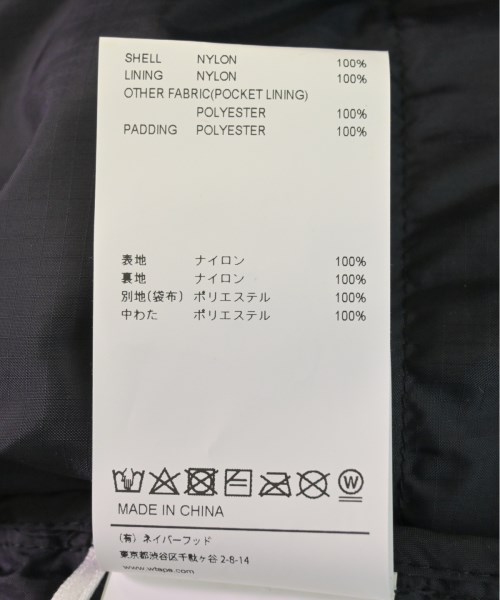 SHELL NYLON 100%
LINING NYLON 100%
OTHER FABRIC(POCKET LINING)
POLYESTER 100%
PADDING POLYESTER 100%
表地 ナイロン 100%
裏地 ナイロン 100%
別地(袋布) ポリエステル 100%
中わた ポリエステル 100%
W
MADE IN CHINA
(有) ネイバーフッド
東京都渋谷区千駄ヶ谷 2-8-14
www.wtaps.com